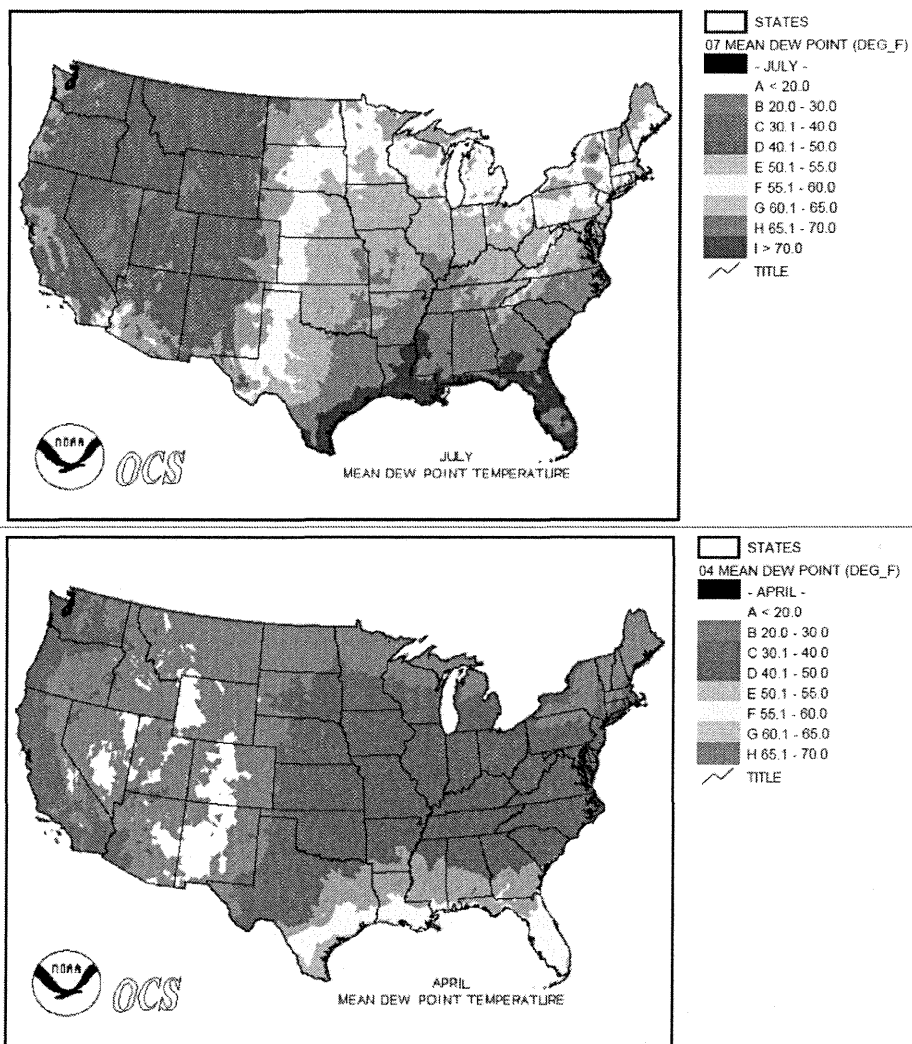 STATES
07 MEAN DEW POINT (DEG_F)
- JULY -
A < 20.0
B 20.0 - 30.0
C 30.1 - 40.0
D 40.1 - 50.0
E 50.1 - 55.0
F 55.1 - 60.0
G 60.1 - 65.0
H 65.1 - 70.0
I > 70.0
TITLE
NOAA
OCS
JULY
MEAN DEW POINT TEMPERATURE
STATES
04 MEAN DEW POINT (DEG_F)
- APRIL -
A < 20.0
B 20.0 - 30.0
C 30.1 - 40.0
D 40.1 - 50.0
E 50.1 - 55.0
F 55.1 - 60.0
G 60.1 - 65.0
H 65.1 - 70.0
TITLE
NOAA
OCS
APRIL
MEAN DEW POINT TEMPERATURE